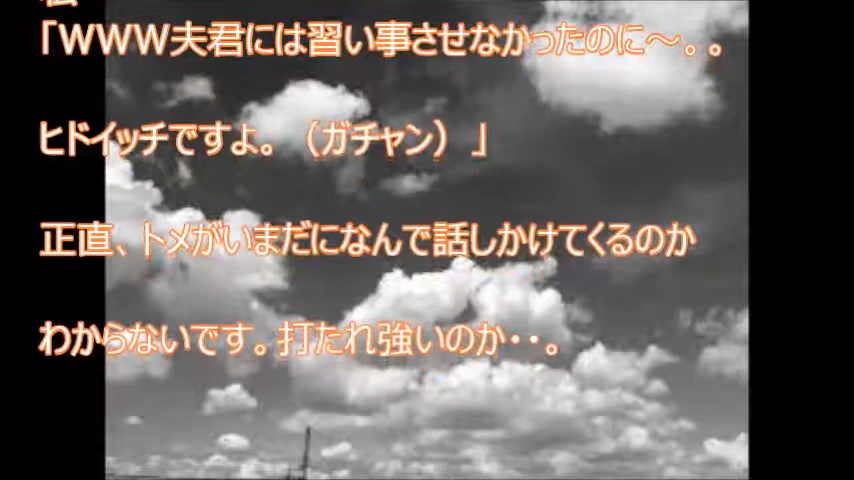 私
「WWW夫君には習い事させなかったのに～。。
ヒドイッチですよ。（ガチャン）」
正直、トメがいまだになんで話しかけてくるのか
わからないです。打たれ強いのか・・。